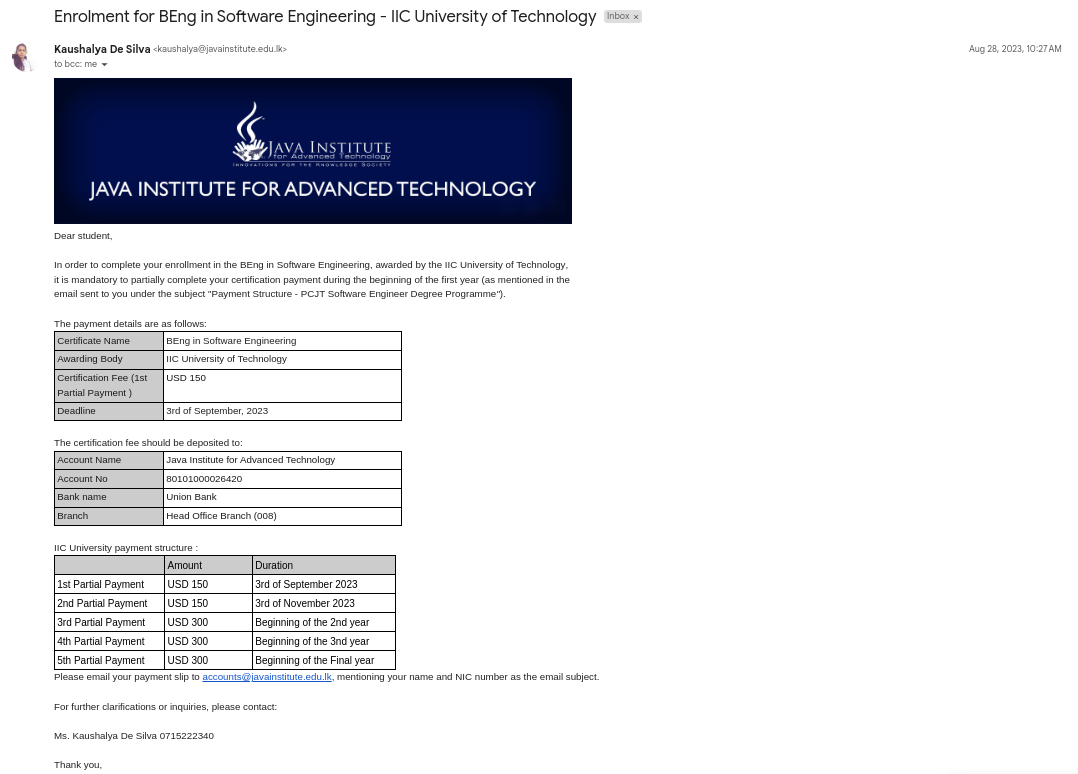 Enrolment for BEng in Software Engineering - IIC University of Technology Inbox ×
Kaushalya De Silva <kaushalya@javainstitute.edu.lk> Aug 28, 2023, 10:27 AM
to bcc: me
JAVA INSTITUTE
for Advanced Technology
INNOVATIONS FOR THE KNOWLEDGE SOCIETY
JAVA INSTITUTE FOR ADVANCED TECHNOLOGY
Dear student,
In order to complete your enrollment in the BEng in Software Engineering, awarded by the IIC University of Technology,
it is mandatory to partially complete your certification payment during the beginning of the first year (as mentioned in the
email sent to you under the subject "Payment Structure - PCJT Software Engineer Degree Programme").
The payment details are as follows:
Certificate Name BEng in Software Engineering
Awarding Body IIC University of Technology
Certification Fee (1st USD 150
Partial Payment )
Deadline 3rd of September, 2023
The certification fee should be deposited to:
Account Name Java Institute for Advanced Technology
Account No 80101000026420
Bank name Union Bank
Branch Head Office Branch (008)
IIC University payment structure :
Amount Duration
1st Partial Payment USD 150 3rd of September 2023
2nd Partial Payment USD 150 3rd of November 2023
3rd Partial Payment USD 300 Beginning of the 2nd year
4th Partial Payment USD 300 Beginning of the 3nd year
5th Partial Payment USD 300 Beginning of the Final year
Please email your payment slip to accounts@javainstitute.edu.lk, mentioning your name and NIC number as the email subject.
For further clarifications or inquiries, please contact:
Ms. Kaushalya De Silva 0715222340
Thank you,